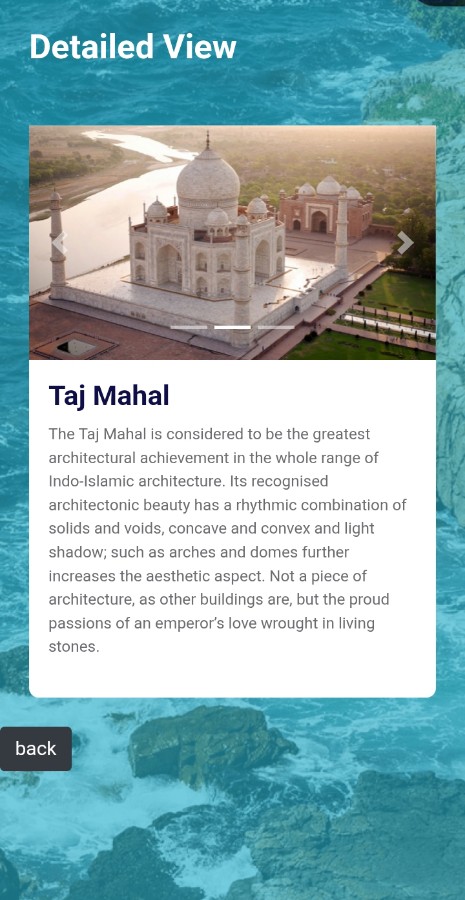 Detailed View
Taj Mahal
The Taj Mahal is considered to be the greatest
architectural achievement in the whole range of
Indo-Islamic architecture. Its recognised
architectonic beauty has a rhythmic combination of
solids and voids, concave and convex and light
shadow; such as arches and domes further
increases the aesthetic aspect. Not a piece of
architecture, as other buildings are, but the proud
passions of an emperor’s love wrought in living
stones.
back